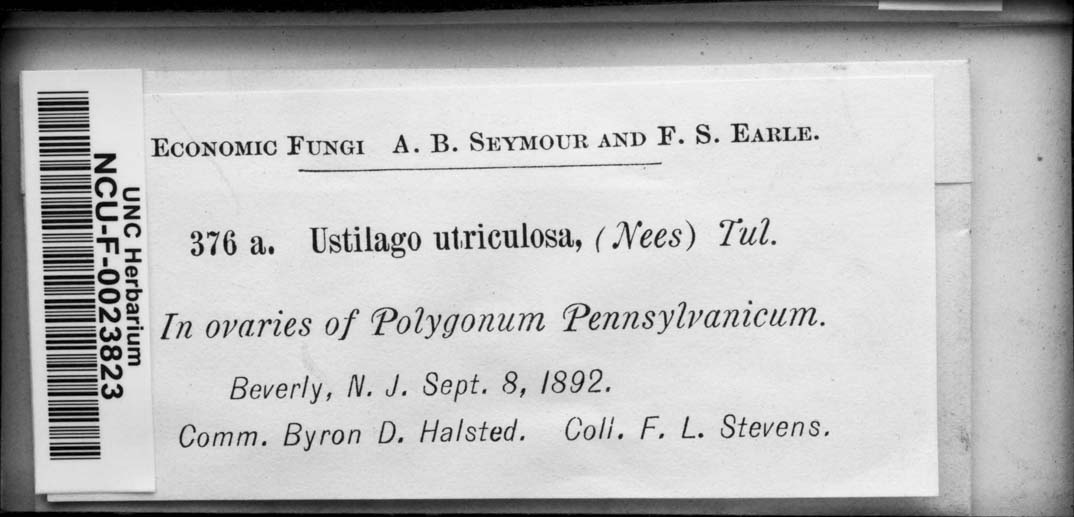 UNC Herbarium
NCU-F-0023823
ECONOMIC FUNGI A. B. SEYMOUR AND F. S. EARLE.
376 a. Ustilago utriculosa, (Nees) Tul.
In ovaries of Polygonum Pennsylvanicum.
Beverly, N. J. Sept. 8, 1892.
Comm. Byron D. Halsted. Coll. F. L. Stevens.